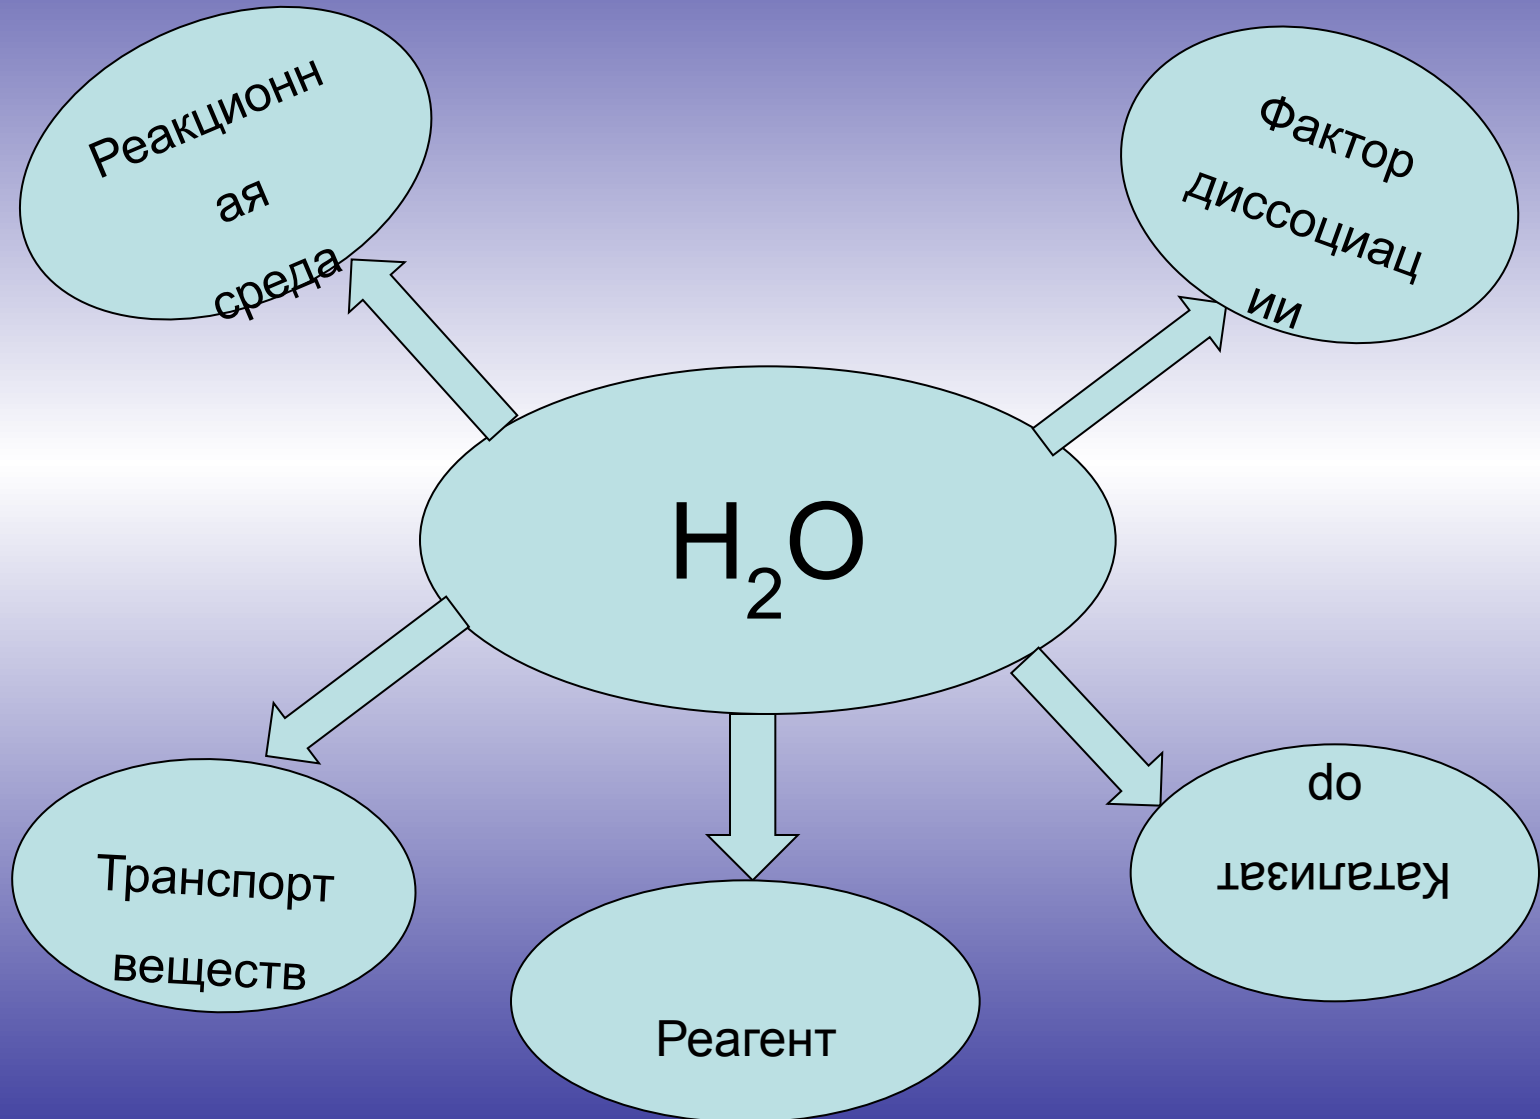 Реакционн
ая
среда
Фактор
диссоциац
ии
H₂O
Транспорт
веществ
Реагент
Катализат
ор